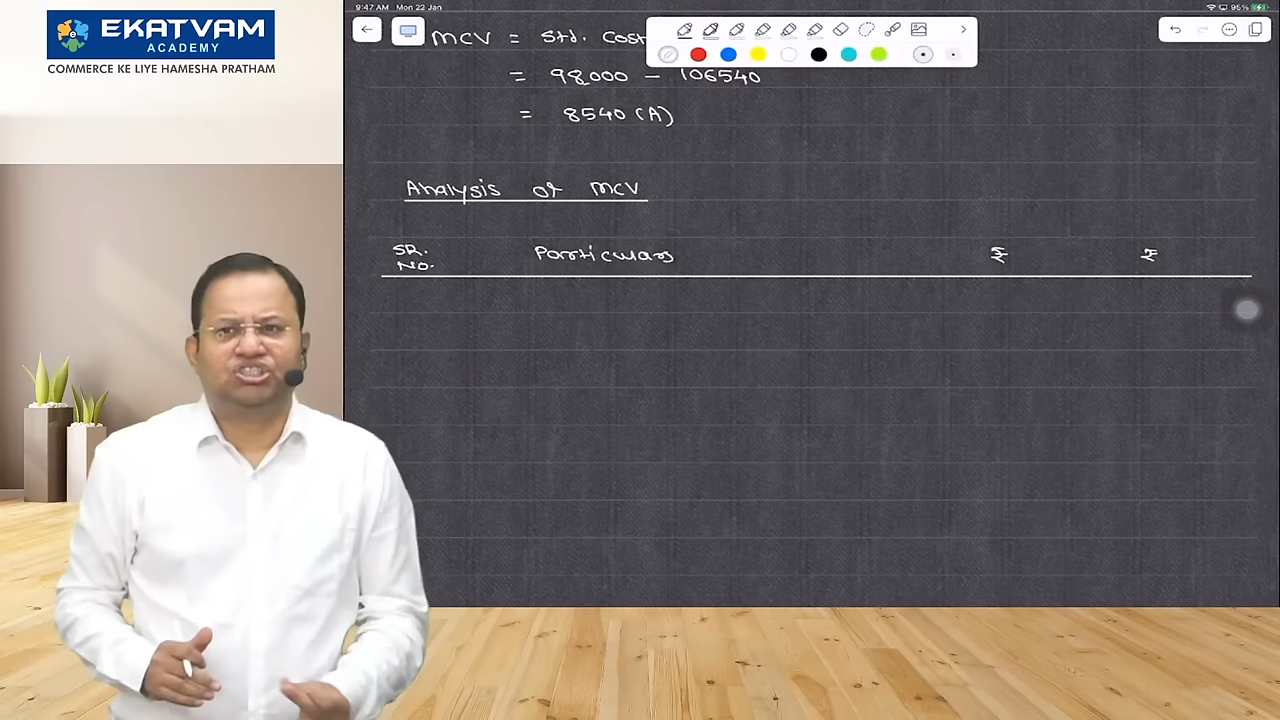 EKATVAM
ACADEMY
COMMERCE KE LIYE HAMESHA PRATHAM
9:47 AM Mon 22 Jan
95%
MCV = Std. Cost
= 98000 - 106540
= 8540 (A)
Analysis of MCV
SR. No. Particulars ₹ ₹